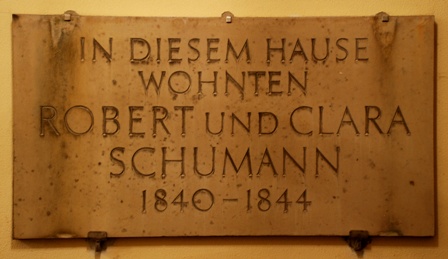 IN DIESEM HAUSE
WOHNTEN
ROBERT UND CLARA
SCHUMANN
1840 – 1844